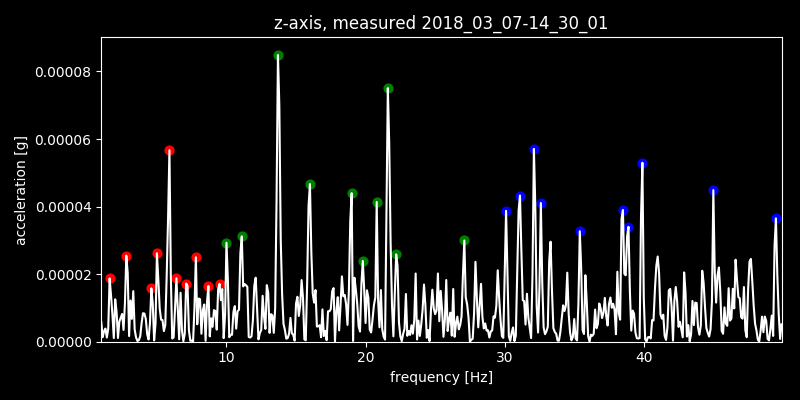 z-axis, measured 2018_03_07-14_30_01
0.00008
0.00006
0.00004
0.00002
0.00000
acceleration [g]
10 20 30 40
frequency [Hz]